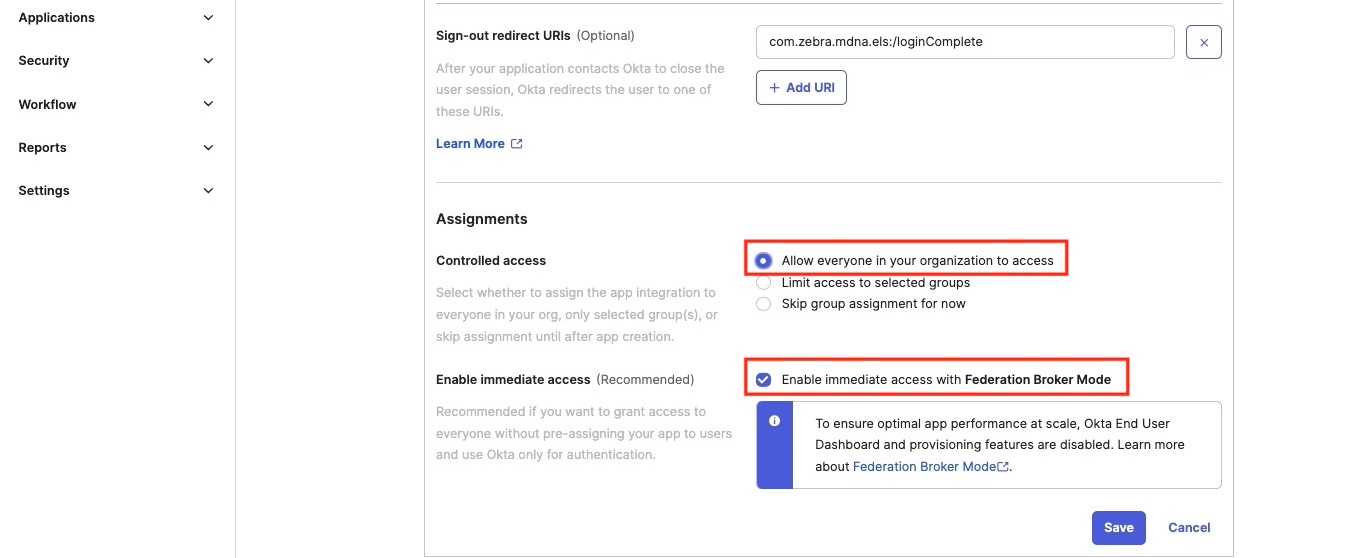 Applications
Security
Workflow
Reports
Settings
Sign-out redirect URIs (Optional)
After your application contacts Okta to close the
user session, Okta redirects the user to one of
these URIs.
Learn More
com.zebra.mdna.els:/loginComplete
+ Add URI
Assignments
Controlled access
Select whether to assign the app integration to
everyone in your org, only selected group(s), or
skip assignment until after app creation.
Allow everyone in your organization to access
Limit access to selected groups
Skip group assignment for now
Enable immediate access (Recommended)
Recommended if you want to grant access to
everyone without pre-assigning your app to users
and use Okta only for authentication.
Enable immediate access with Federation Broker Mode
To ensure optimal app performance at scale, Okta End User
Dashboard and provisioning features are disabled. Learn more
about Federation Broker Mode.
Save
Cancel